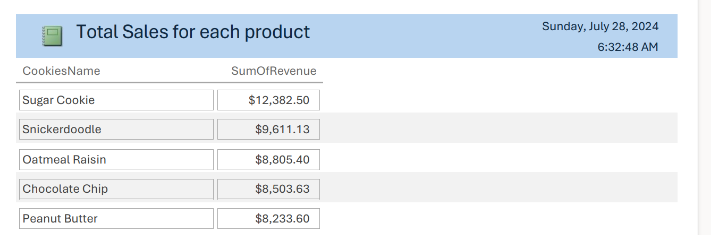 Total Sales for each product
Sunday, July 28, 2024
6:32:48 AM
CookiesName SumOfRevenue
Sugar Cookie $12,382.50
Snickerdoodle $9,611.13
Oatmeal Raisin $8,805.40
Chocolate Chip $8,503.63
Peanut Butter $8,233.60